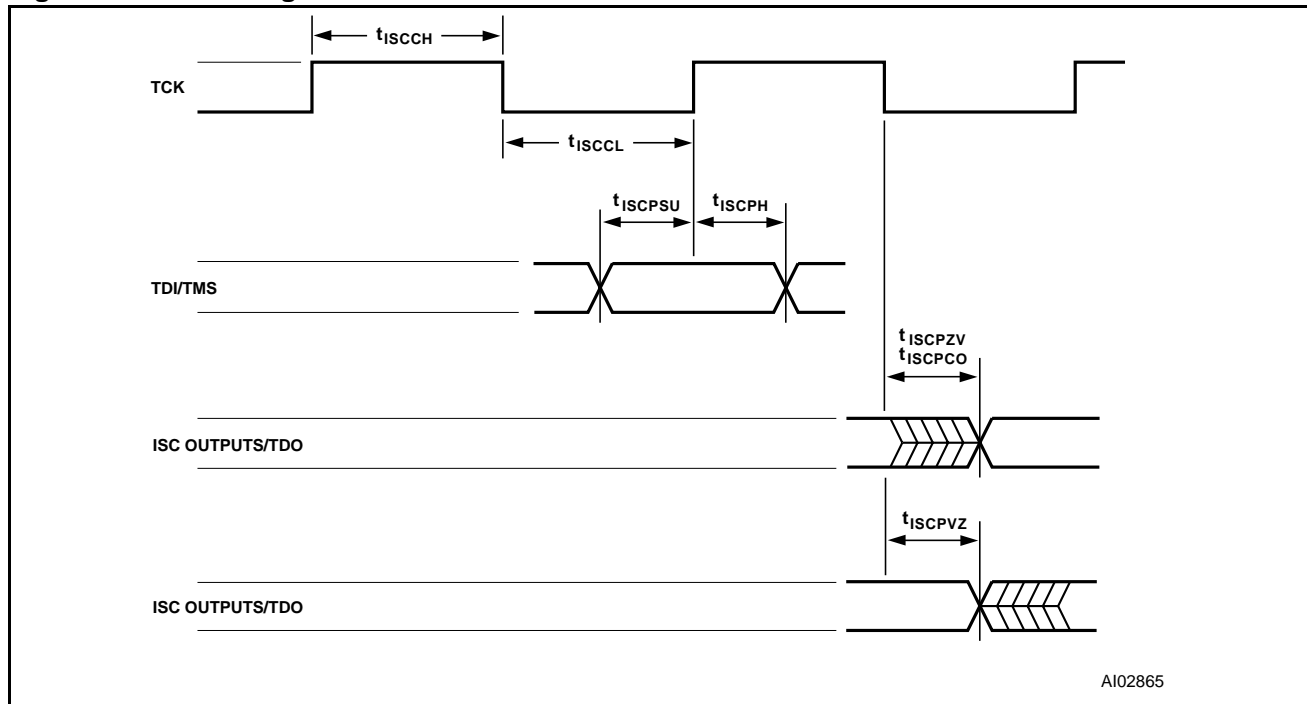 tISCCH
TCK
tISCCL
tISCPSU
tISCPH
TDI/TMS
tISCPZV
tISCPCO
ISC OUTPUTS/TDO
tISCPVZ
ISC OUTPUTS/TDO
AI02865